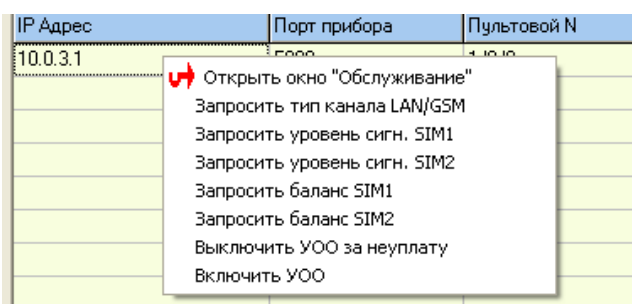 IP Адрес Порт прибора Пультовой N
10.0.3.1
Открыть окно "Обслуживание"
Запросить тип канала LAN/GSM
Запросить уровень сигн. SIM1
Запросить уровень сигн. SIM2
Запросить баланс SIM1
Запросить баланс SIM2
Выключить УОО за неуплату
Включить УОО